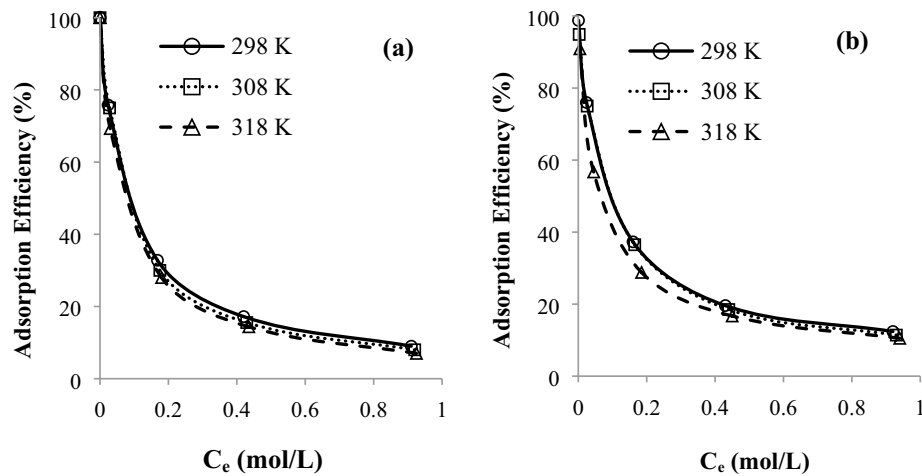 Adsorption Efficiency (%)
100
80
60
40
20
0
(a)
298 K
308 K
318 K
0 0.2 0.4 0.6 0.8 1
Cₑ (mol/L)
Adsorption Efficiency (%)
100
80
60
40
20
0
(b)
298 K
308 K
318 K
0 0.2 0.4 0.6 0.8 1
Cₑ (mol/L)